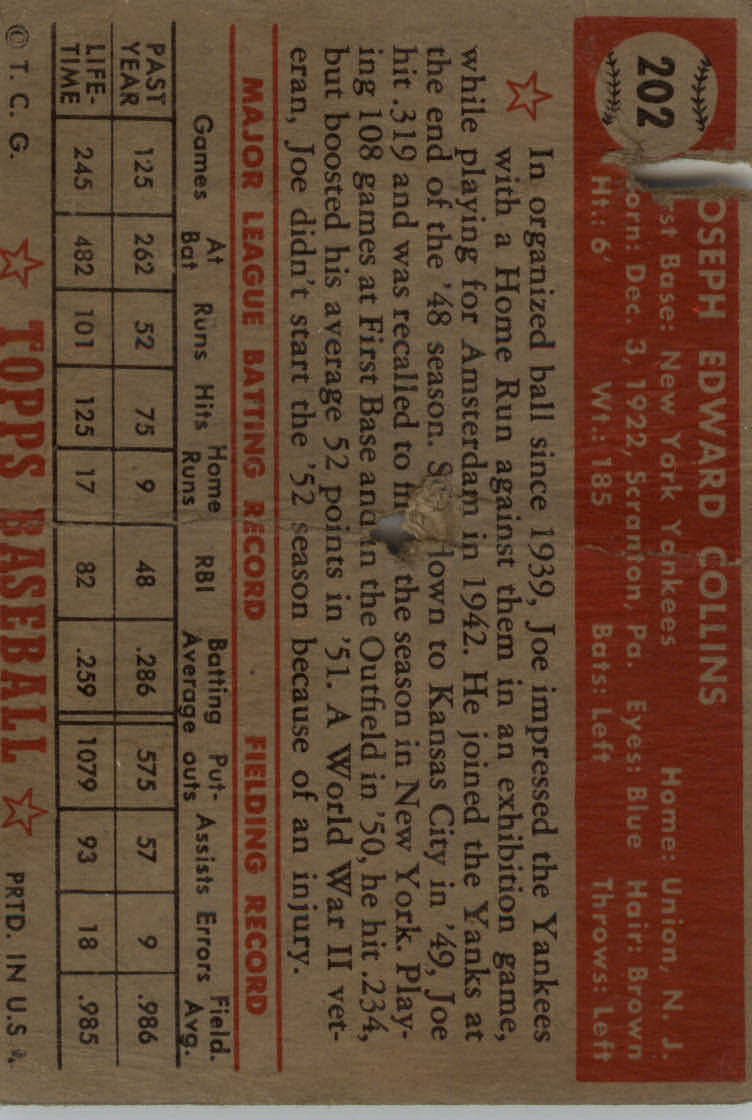 202
OSEPH EDWARD COLLINS
rst Base: New York Yankees Home: Union, N. J.
orn: Dec. 3, 1922, Scranton, Pa. Eyes: Blue Hair: Brown
Ht.: 6' Wt.: 185 Bats: Left Throws: Left
In organized ball since 1939, Joe impressed the Yankees
with a Home Run against them in an exhibition game,
while playing for Amsterdam in 1942. He joined the Yanks at
the end of the '48 season. down to Kansas City in '49, Joe
hit .319 and was recalled to the season in New York. Play-
ing 108 games at First Base and in the Outfield in '50, he hit .234,
but boosted his average 52 points in '51. A World War II vet-
eran, Joe didn't start the '52 season because of an injury.
MAJOR LEAGUE BATTING RECORD · FIELDING RECORD
Games At Bat Runs Hits Home Runs RBI Batting Average Put-outs Assists Errors Field. Avg.
PAST YEAR 125 262 52 75 9 48 .286 575 57 9 .986
LIFE-TIME 245 482 101 125 17 82 .259 1079 93 18 .985
© T. C. G. TOPPS BASEBALL PRTD. IN U.S.A.